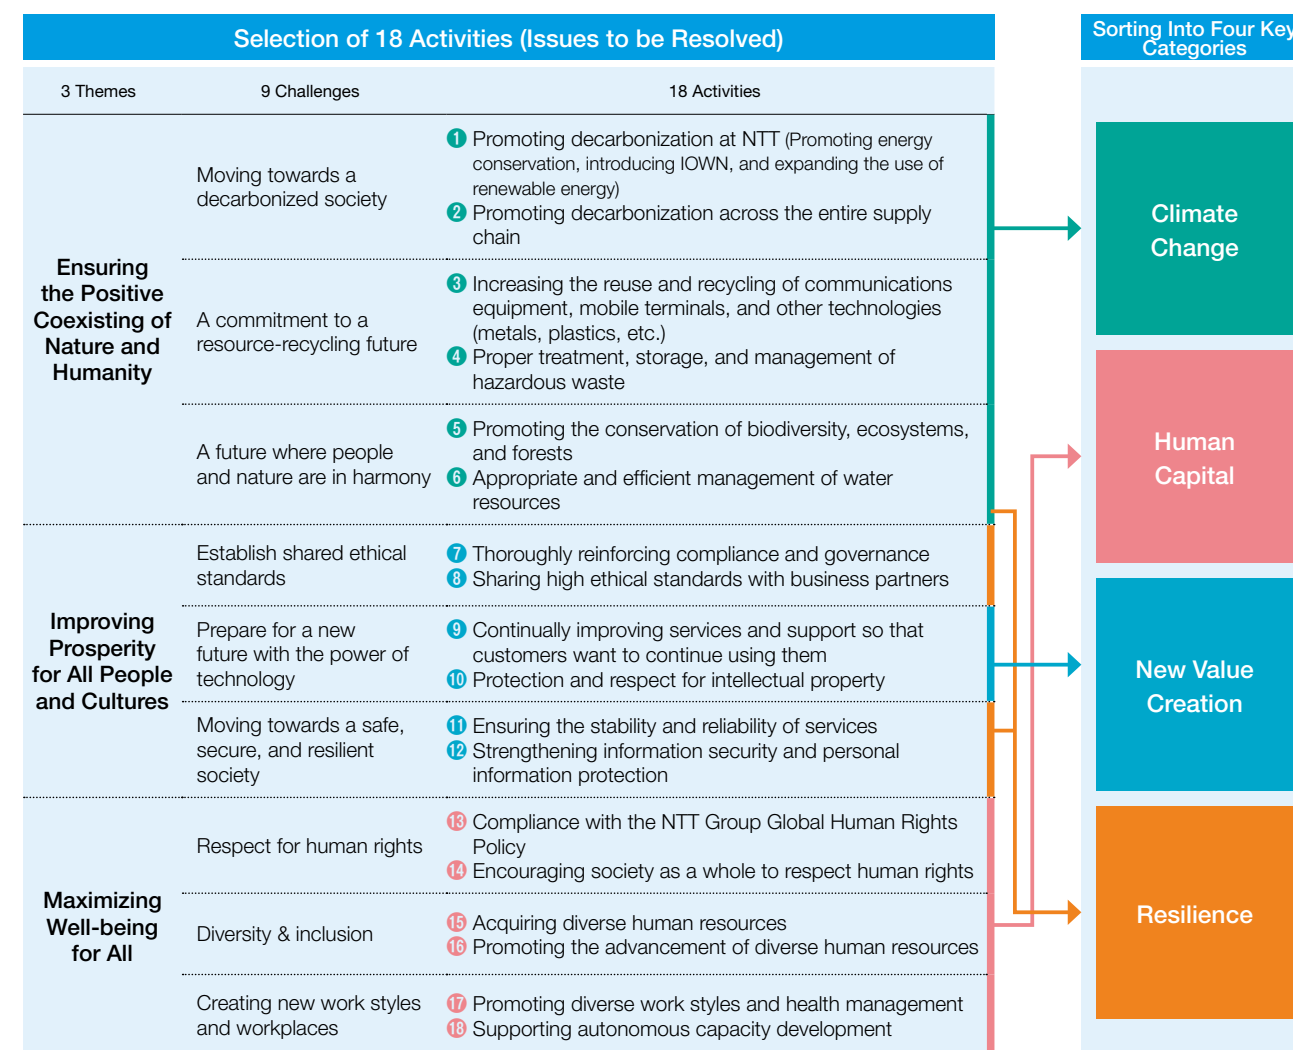 Selection of 18 Activities (Issues to be Resolved)
Sorting Into Four Key
Categories
3 Themes
9 Challenges
18 Activities
Ensuring
the Positive
Coexisting of
Nature and
Humanity
Moving towards a
decarbonized society
1 Promoting decarbonization at NTT (Promoting energy
conservation, introducing IOWN, and expanding the use of
renewable energy)
2 Promoting decarbonization across the entire supply
chain
A commitment to a
resource-recycling future
3 Increasing the reuse and recycling of communications
equipment, mobile terminals, and other technologies
(metals, plastics, etc.)
4 Proper treatment, storage, and management of
hazardous waste
A future where people
and nature are in harmony
5 Promoting the conservation of biodiversity, ecosystems,
and forests
6 Appropriate and efficient management of water
resources
Improving
Prosperity
for All People
and Cultures
Establish shared ethical
standards
7 Thoroughly reinforcing compliance and governance
8 Sharing high ethical standards with business partners
Prepare for a new
future with the power of
technology
9 Continually improving services and support so that
customers want to continue using them
10 Protection and respect for intellectual property
Moving towards a safe,
secure, and resilient
society
11 Ensuring the stability and reliability of services
12 Strengthening information security and personal
information protection
Maximizing
Well-being
for All
Respect for human rights
13 Compliance with the NTT Group Global Human Rights
Policy
14 Encouraging society as a whole to respect human rights
Diversity & inclusion
15 Acquiring diverse human resources
16 Promoting the advancement of diverse human resources
Creating new work styles
and workplaces
17 Promoting diverse work styles and health management
18 Supporting autonomous capacity development
Climate
Change
Human
Capital
New Value
Creation
Resilience